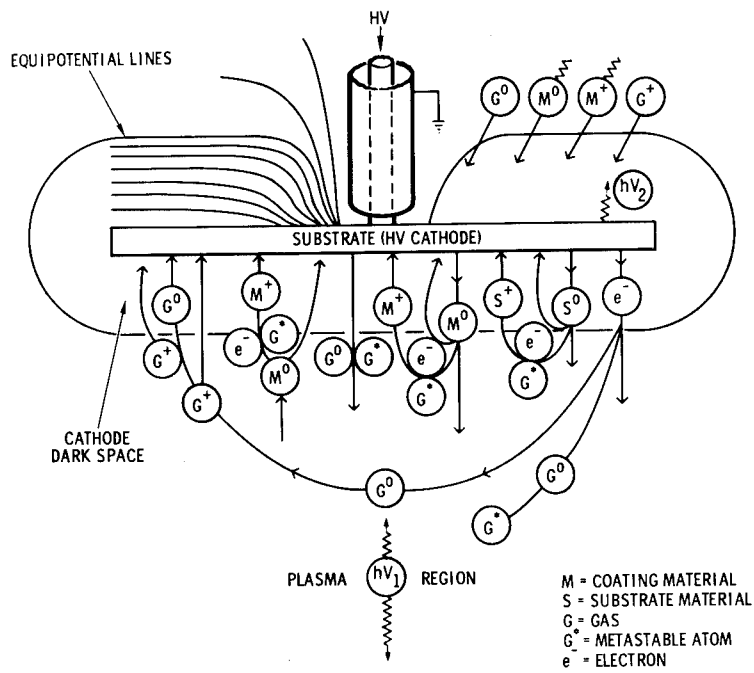 HV
EQUIPOTENTIAL LINES
G⁰ M⁰ M⁺ G⁺
hV₂
SUBSTRATE (HV CATHODE)
G⁰ M⁺ M⁺ M⁰ S⁺ S⁰ e⁻
G⁺ e⁻ G* G⁰ G* e⁻ e⁻
M⁰ G* G*
G⁺
CATHODE
DARK SPACE
G⁰ G⁰
G*
PLASMA hV₁ REGION
M = COATING MATERIAL
S = SUBSTRATE MATERIAL
G = GAS
G* = METASTABLE ATOM
e⁻ = ELECTRON